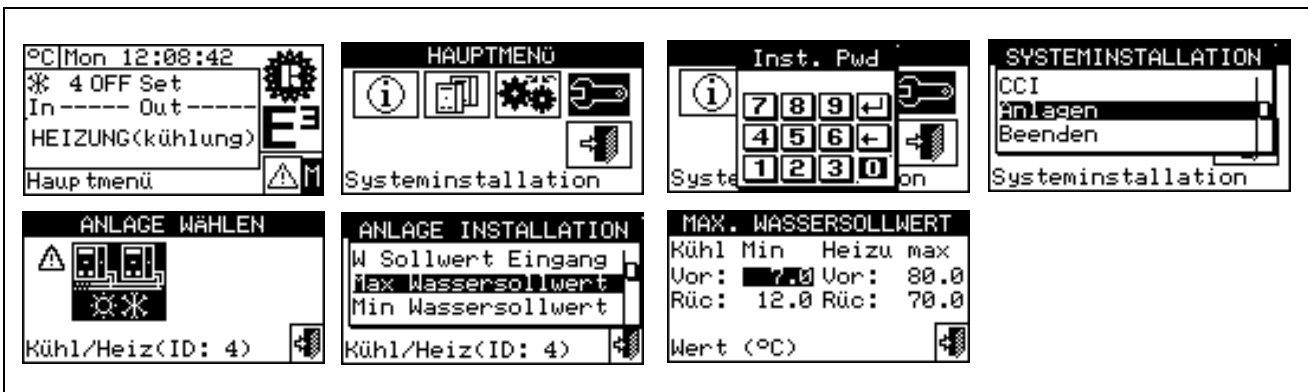 °C|Mon 12:08:42
4 OFF Set
In ----- Out -----
HEIZUNG(kühlung)
E³
Hauptmenü
M
HAUPTMENÜ
i
Systeminstallation
Inst. Pwd
i
7 8 9 ↵
4 5 6 ←
1 2 3 0
Syste
on
SYSTEMINSTALLATION
CCI
Anlagen
Beenden
Systeminstallation
ANLAGE WÄHLEN
Kühl/Heiz(ID: 4)
ANLAGE INSTALLATION
W Sollwert Eingang
Max Wassersollwert
Min Wassersollwert
Kühl/Heiz(ID: 4)
MAX. WASSERSOLLWERT
Kühl Min Heizu max
Vor: 7.0 Vor: 80.0
Rüc: 12.0 Rüc: 70.0
Wert (°C)